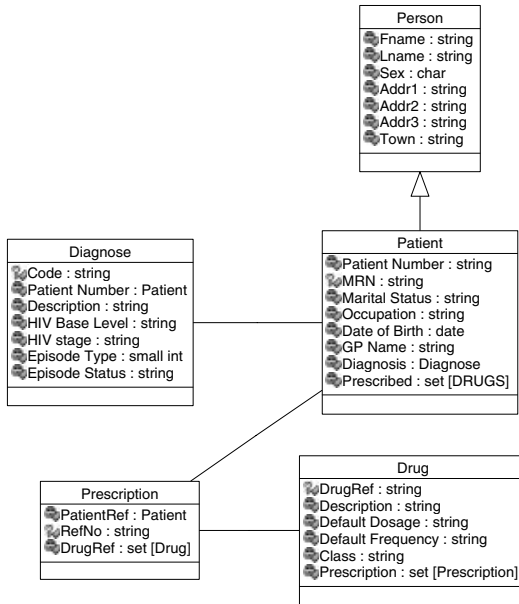 Person
Fname : string
Lname : string
Sex : char
Addr1 : string
Addr2 : string
Addr3 : string
Town : string
Diagnose
Code : string
Patient Number : Patient
Description : string
HIV Base Level : string
HIV stage : string
Episode Type : small int
Episode Status : string
Patient
Patient Number : string
MRN : string
Marital Status : string
Occupation : string
Date of Birth : date
GP Name : string
Diagnosis : Diagnose
Prescribed : set [DRUGS]
Prescription
PatientRef : Patient
RefNo : string
DrugRef : set [Drug]
Drug
DrugRef : string
Description : string
Default Dosage : string
Default Frequency : string
Class : string
Prescription : set [Prescription]